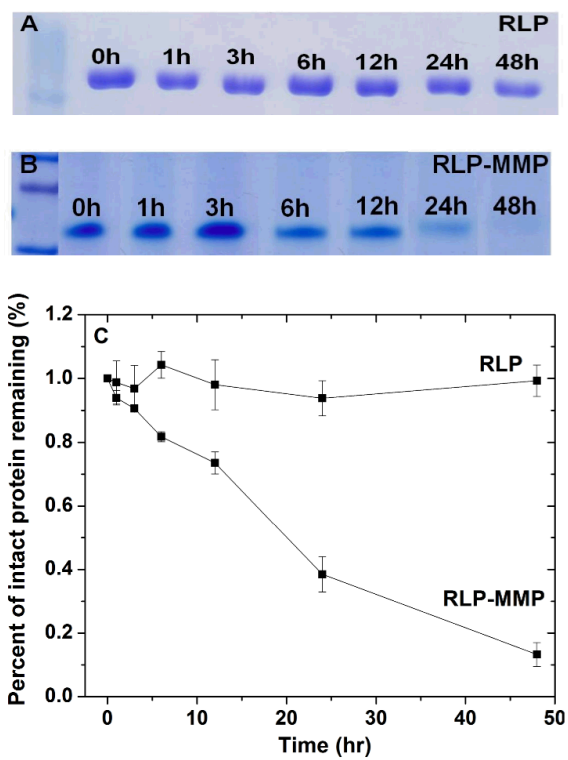 A RLP
0h 1h 3h 6h 12h 24h 48h
B RLP-MMP
0h 1h 3h 6h 12h 24h 48h
C
Percent of intact protein remaining (%)
1.2
1.0
0.8
0.6
0.4
0.2
0.0
RLP
RLP-MMP
0 10 20 30 40 50
Time (hr)